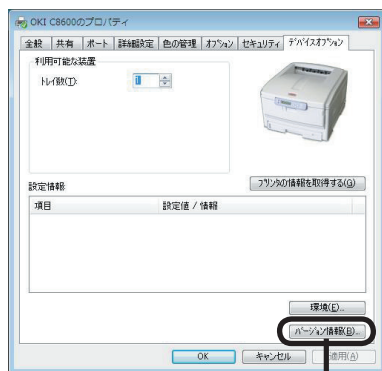 OKI C8600のプロパティ
全般 共有 ポート 詳細設定 色の管理 オプション セキュリティ デバイスオプション
利用可能な装置
トレイ数(T): 1
プリンタの情報を取得する(G)
設定情報:
項目 設定値 / 情報
環境(E)...
バージョン情報(B)...
OK キャンセル 適用(A)